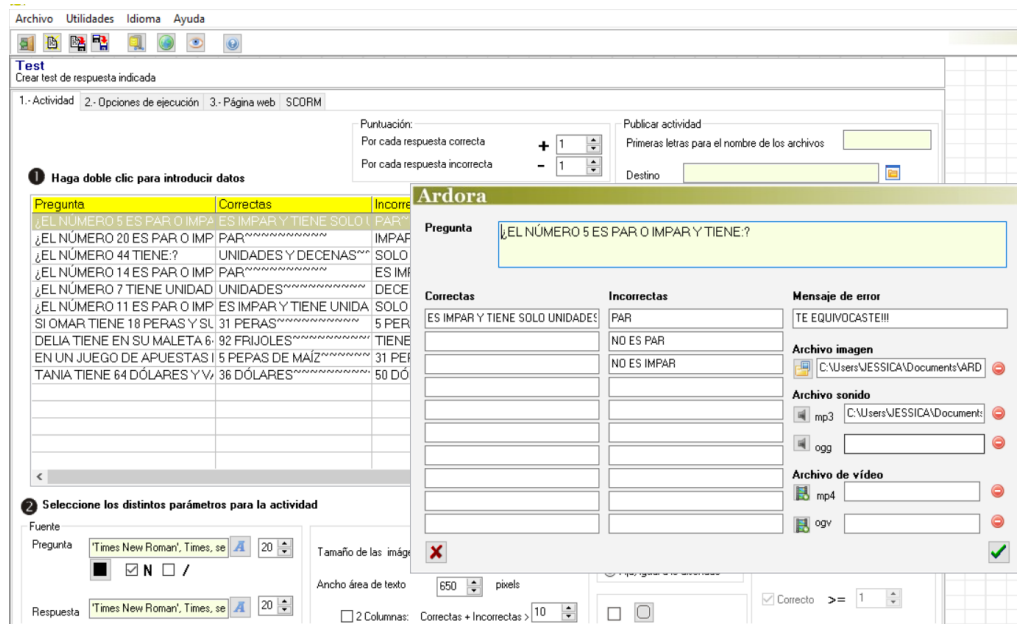 Archivo Utilidades Idioma Ayuda
Test
Crear test de respuesta indicada
1.- Actividad 2.- Opciones de ejecución 3.- Página web SCORM
Puntuación:
Por cada respuesta correcta + 1
Por cada respuesta incorrecta - 1
Publicar actividad
Primeras letras para el nombre de los archivos
Destino
1 Haga doble clic para introducir datos
Pregunta Correctas Incorre
¿EL NÚMERO 5 ES PAR O IMPA ES IMPAR Y TIENE SOLO U PAR~
¿EL NÚMERO 20 ES PAR O IMP PAR~~~~~~~~~~ IMPAR
¿EL NÚMERO 44 TIENE:? UNIDADES Y DECENAS~~ SOLO
¿EL NÚMERO 14 ES PAR O IMP PAR~~~~~~~~~~ ES IMF
¿EL NÚMERO 7 TIENE UNIDAD UNIDADES~~~~~~~~~~ DECE
¿EL NÚMERO 11 ES PAR O IMP ES IMPAR Y TIENE UNIDA SOLO
SI OMAR TIENE 18 PERAS Y SU 31 PERAS~~~~~~~~~~ 5 PER
DELIA TIENE EN SU MALETA 6 92 FRIJOLES~~~~~~~~~~ TIENE
EN UN JUEGO DE APUESTAS 5 PEPAS DE MAÍZ~~~~~~~ 31 PEF
TANIA TIENE 64 DÓLARES Y V 36 DÓLARES~~~~~~~~~~ 50 DÓ
Ardora
Pregunta ¿EL NÚMERO 5 ES PAR O IMPAR Y TIENE:?
Correctas Incorrectas Mensaje de error
ES IMPAR Y TIENE SOLO UNIDADES PAR TE EQUIVOCASTE!!!
NO ES PAR
NO ES IMPAR
Archivo imagen
C:\Users\JESSICA\Documents\ARD
Archivo sonido
mp3 C:\Users\JESSICA\Documents
ogg
Archivo de vídeo
mp4
ogv
2 Seleccione los distintos parámetros para la actividad
Fuente
Pregunta 'Times New Roman', Times, se A 20
N /
Respuesta 'Times New Roman', Times, se A 20
Tamaño de las imáge
Ancho área de texto 650 pixels
2 Columnas: Correctas + Incorrectas > 10
Correcto >= 1